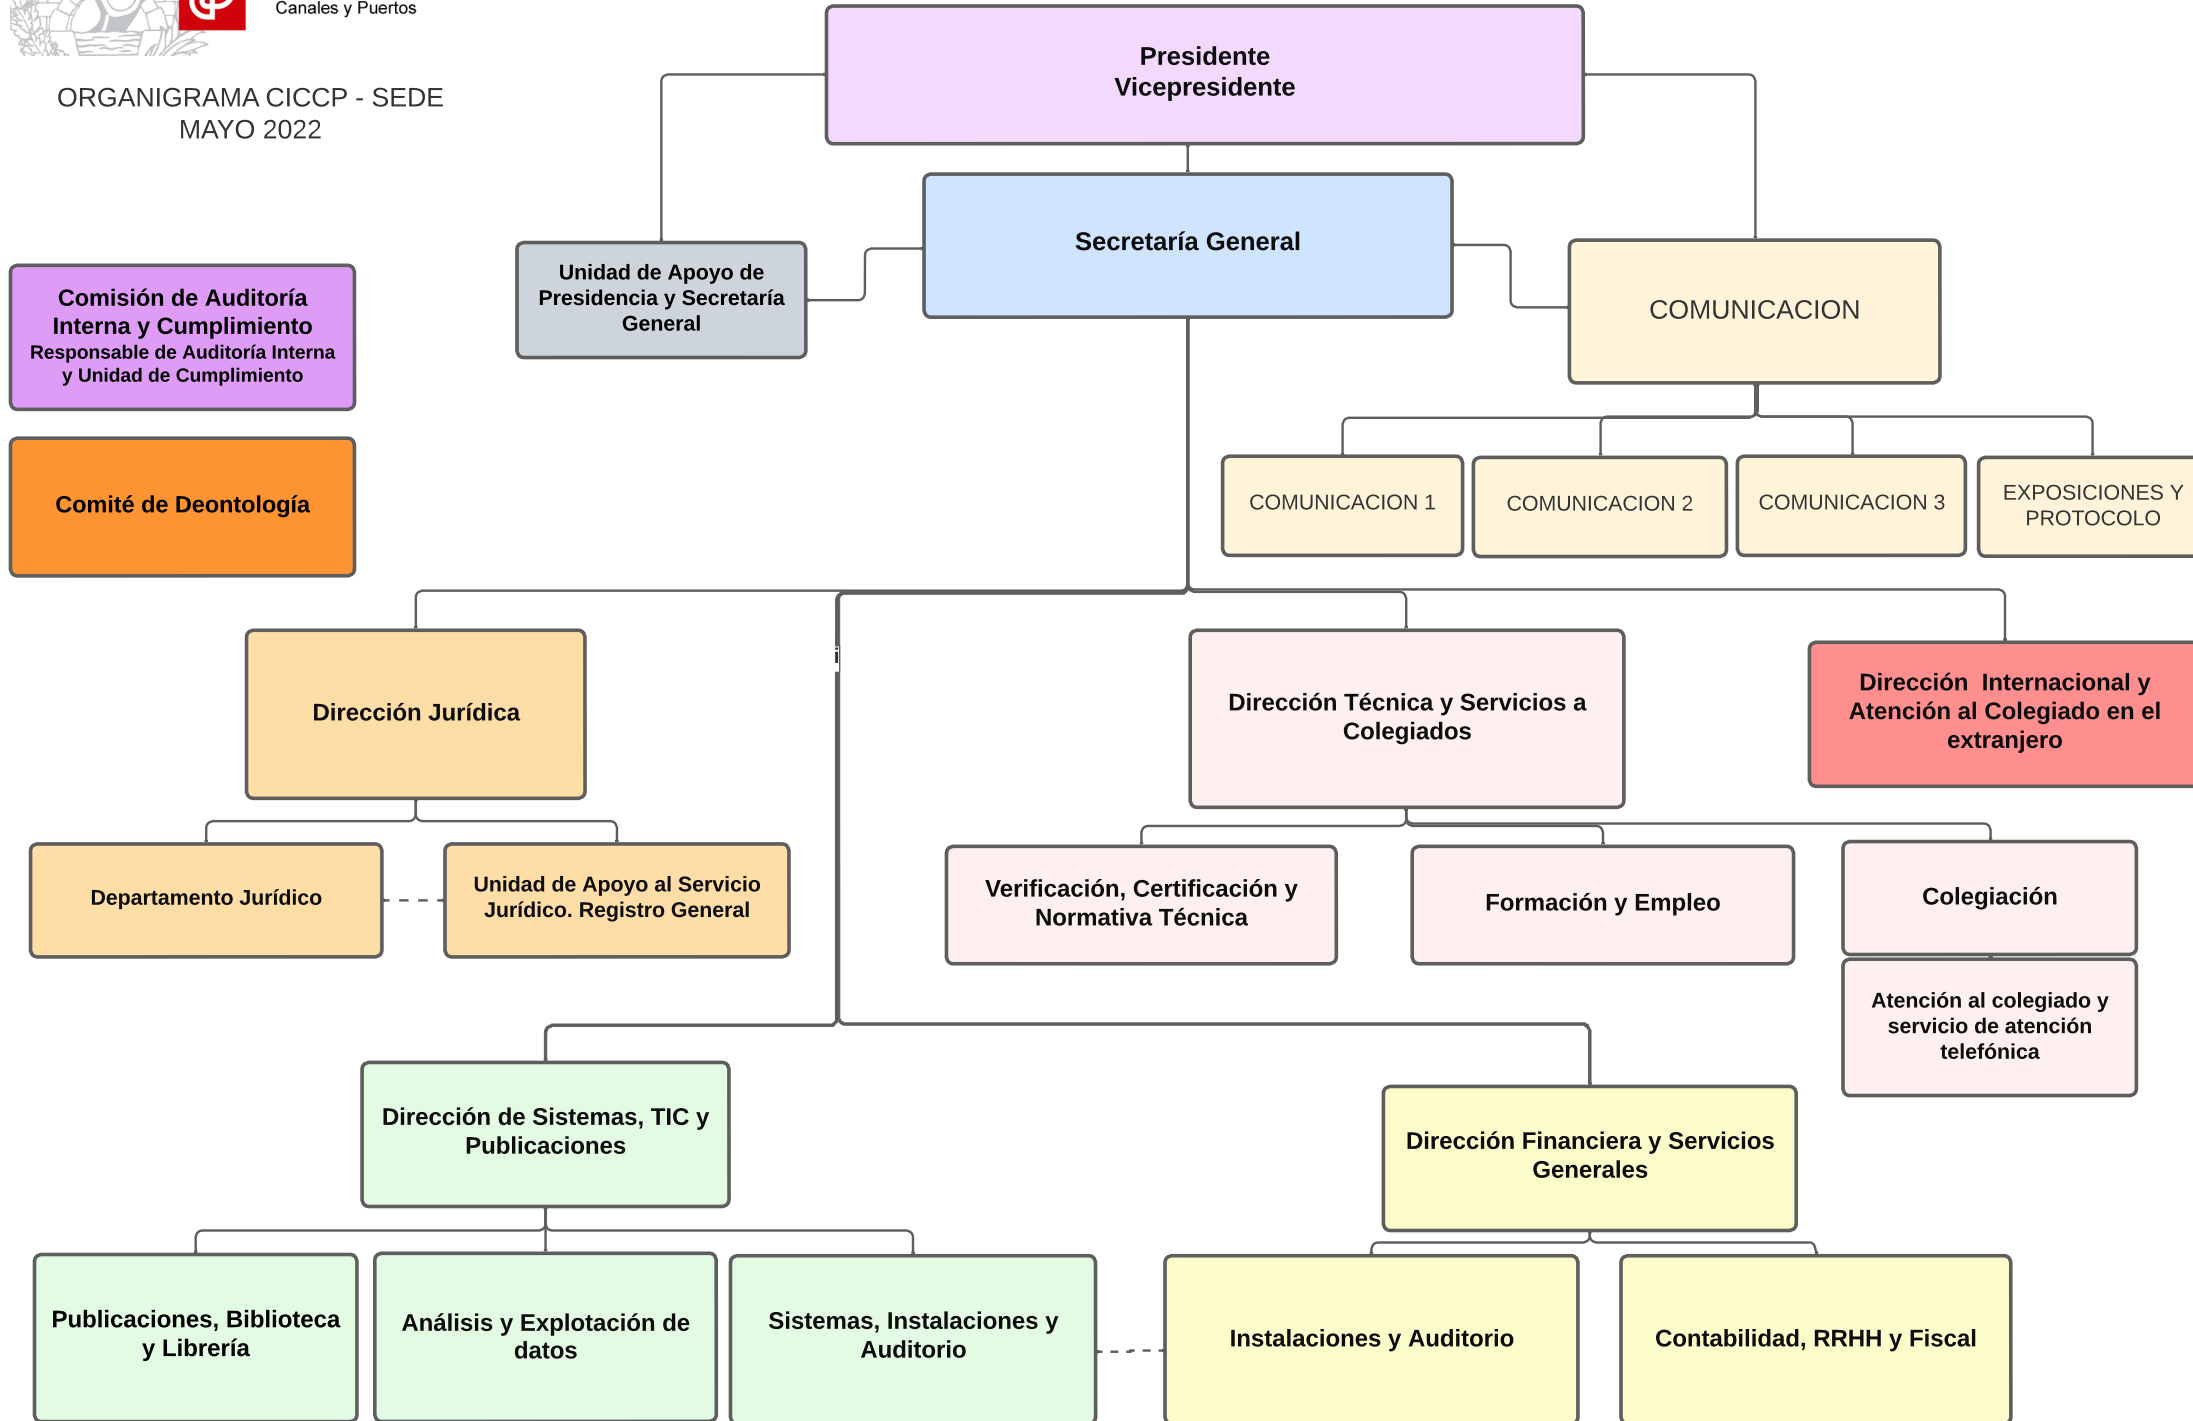 Canales y Puertos
ORGANIGRAMA CICCP - SEDE
MAYO 2022
Presidente
Vicepresidente
Secretaría General
Unidad de Apoyo de
Presidencia y Secretaría
General
COMUNICACION
Comisión de Auditoría
Interna y Cumplimiento
Responsable de Auditoría Interna
y Unidad de Cumplimiento
Comité de Deontología
COMUNICACION 1
COMUNICACION 2
COMUNICACION 3
EXPOSICIONES Y
PROTOCOLO
Dirección Jurídica
Dirección Técnica y Servicios a
Colegiados
Dirección  Internacional y
Atención al Colegiado en el
extranjero
Departamento Jurídico
Unidad de Apoyo al Servicio
Jurídico. Registro General
Verificación, Certificación y
Normativa Técnica
Formación y Empleo
Colegiación
Atención al colegiado y
servicio de atención
telefónica
Dirección de Sistemas, TIC y
Publicaciones
Dirección Financiera y Servicios
Generales
Publicaciones, Biblioteca
y Librería
Análisis y Explotación de
datos
Sistemas, Instalaciones y
Auditorio
Instalaciones y Auditorio
Contabilidad, RRHH y Fiscal